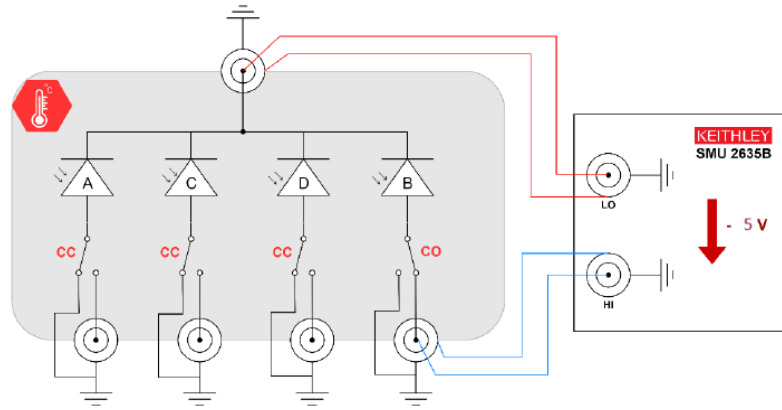 °C
A
C
D
B
CC
CC
CC
CO
KEITHLEY
SMU 2635B
LO
- 5 V
HI